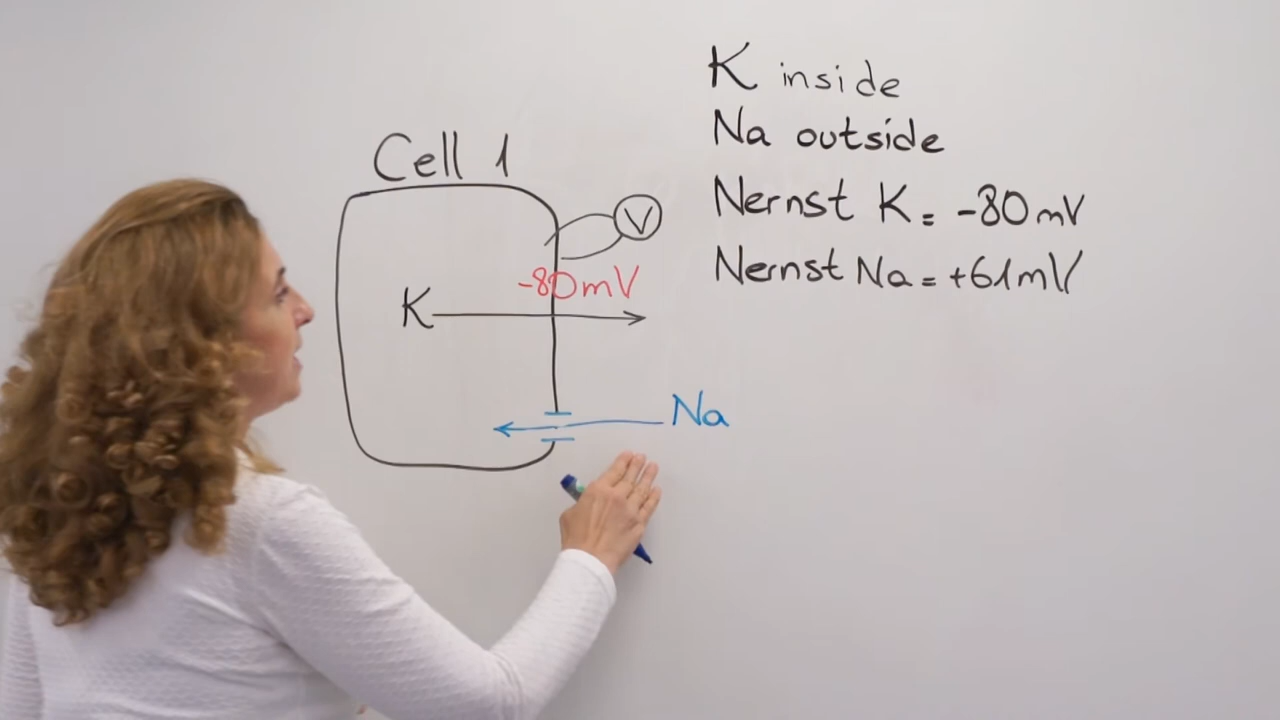 Cell 1
V
-80mV
K
Na
K inside
Na outside
Nernst K = -80mV
Nernst Na = +61mV